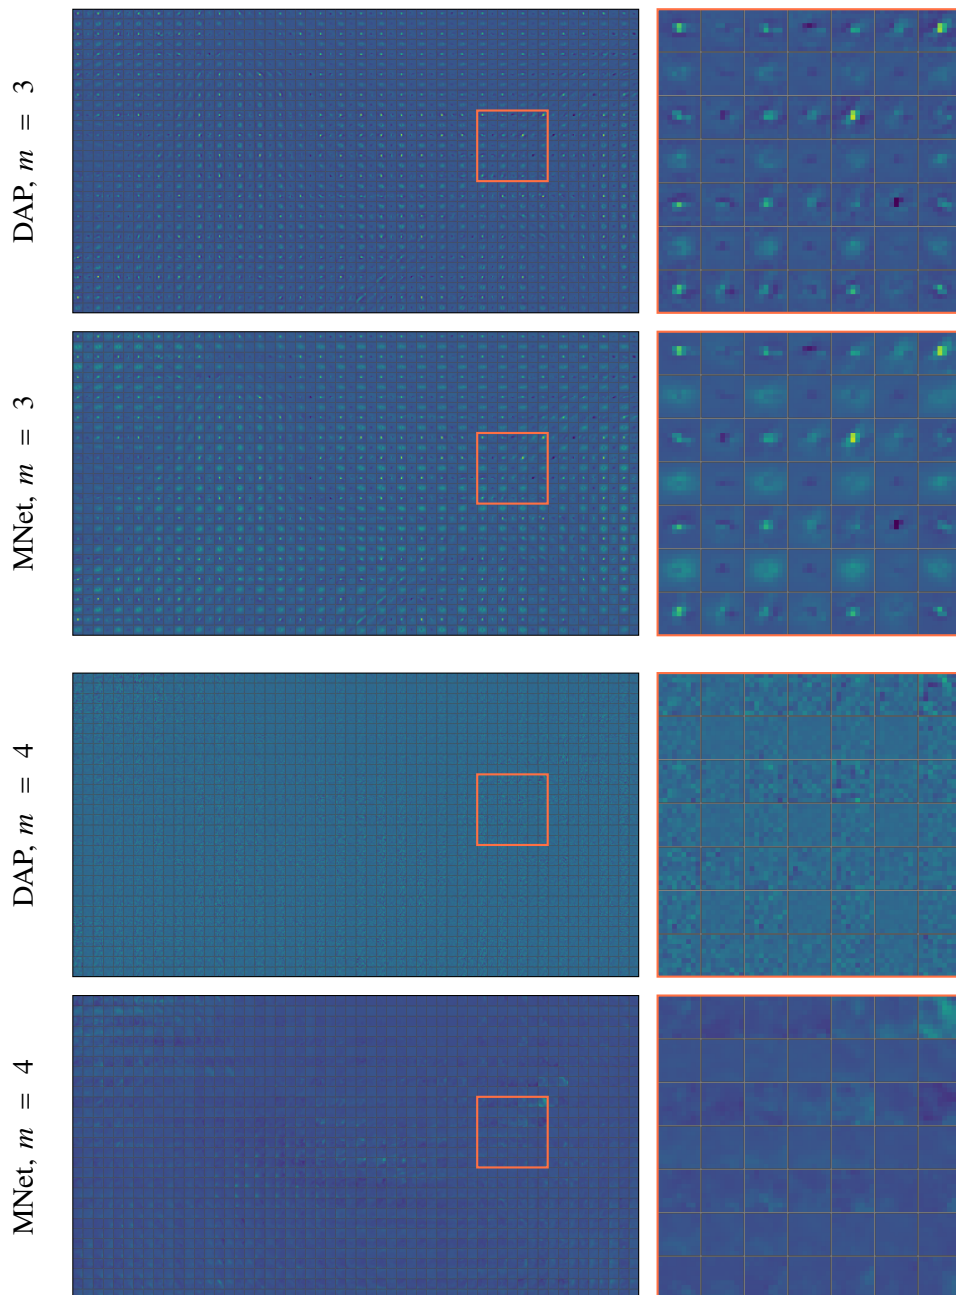 DAP, m = 3
MNet, m = 3
DAP, m = 4
MNet, m = 4